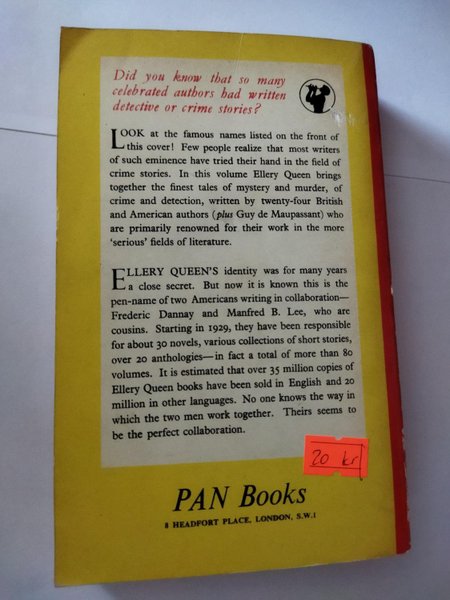 Did you know that so many
celebrated authors had written
detective or crime stories?
LOOK at the famous names listed on the front of
this cover! Few people realize that most writers
of such eminence have tried their hand in the field of
crime stories. In this volume Ellery Queen brings
together the finest tales of mystery and murder, of
crime and detection, written by twenty-four British
and American authors (plus Guy de Maupassant) who
are primarily renowned for their work in the more
'serious' fields of literature.
ELLERY QUEEN'S identity was for many years
a close secret. But now it is known this is the
pen-name of two Americans writing in collaboration—
Frederic Dannay and Manfred B. Lee, who are
cousins. Starting in 1929, they have been responsible
for about 30 novels, various collections of short stories,
over 20 anthologies—in fact a total of more than 80
volumes. It is estimated that over 35 million copies of
Ellery Queen books have been sold in English and 20
million in other languages. No one knows the way in
which the two men work together. Theirs seems to
be the perfect collaboration.
20 kr
PAN Books
8 HEADFORT PLACE, LONDON, S.W.1